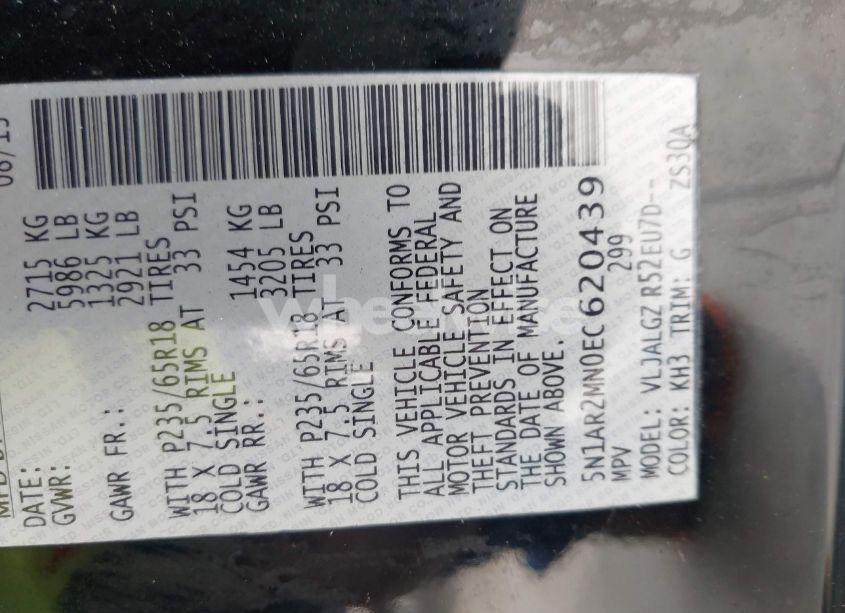 DATE: 08/13
GVWR: 2715 KG
5986 LB
GAWR FR.: 1325 KG
2921 LB
WITH P235/65R18 TIRES
18 X 7.5 RIMS AT 33 PSI
COLD SINGLE
GAWR RR.: 1454 KG
3205 LB
WITH P235/65R18 TIRES
18 X 7.5 RIMS AT 33 PSI
COLD SINGLE
THIS VEHICLE CONFORMS TO
ALL APPLICABLE FEDERAL
MOTOR VEHICLE SAFETY AND
THEFT PREVENTION
STANDARDS IN EFFECT ON
THE DATE OF MANUFACTURE
SHOWN ABOVE.
5N1AR2MN0EC620439
MPV 299
MODEL: VLJALGZ R52EU7D--
COLOR: KH3 TRIM: G ZS30A